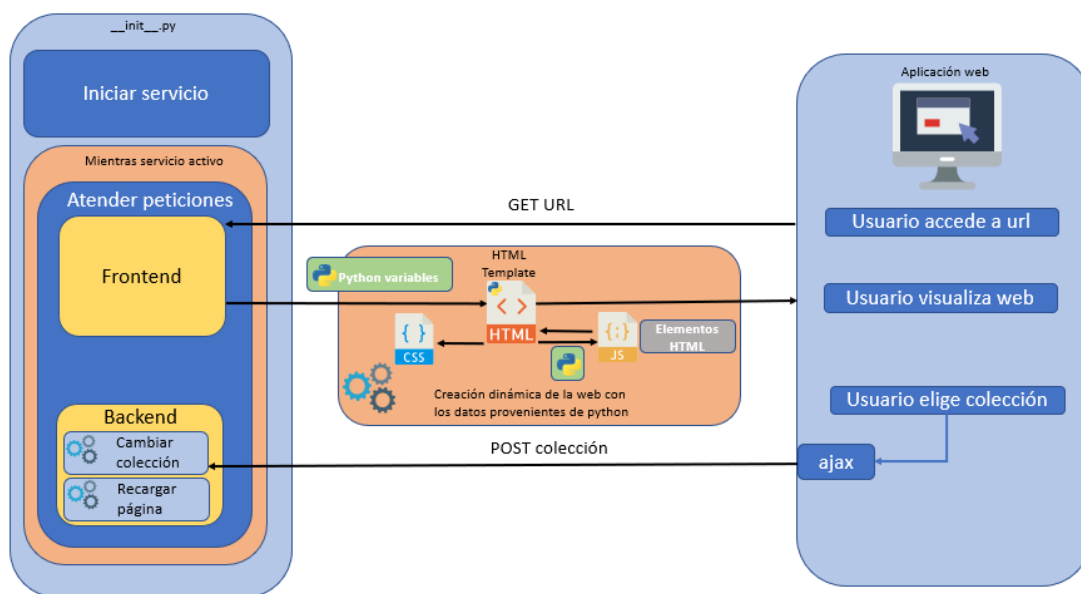 __init__.py
Iniciar servicio
Mientras servicio activo
Atender peticiones
Frontend
Backend
Cambiar
colección
Recargar
página
GET URL
Python variables
HTML
Template
HTML
CSS
JS
Elementos
HTML
Creación dinámica de la web con
los datos provenientes de python
POST colección
Aplicación web
Usuario accede a url
Usuario visualiza web
Usuario elige colección
ajax